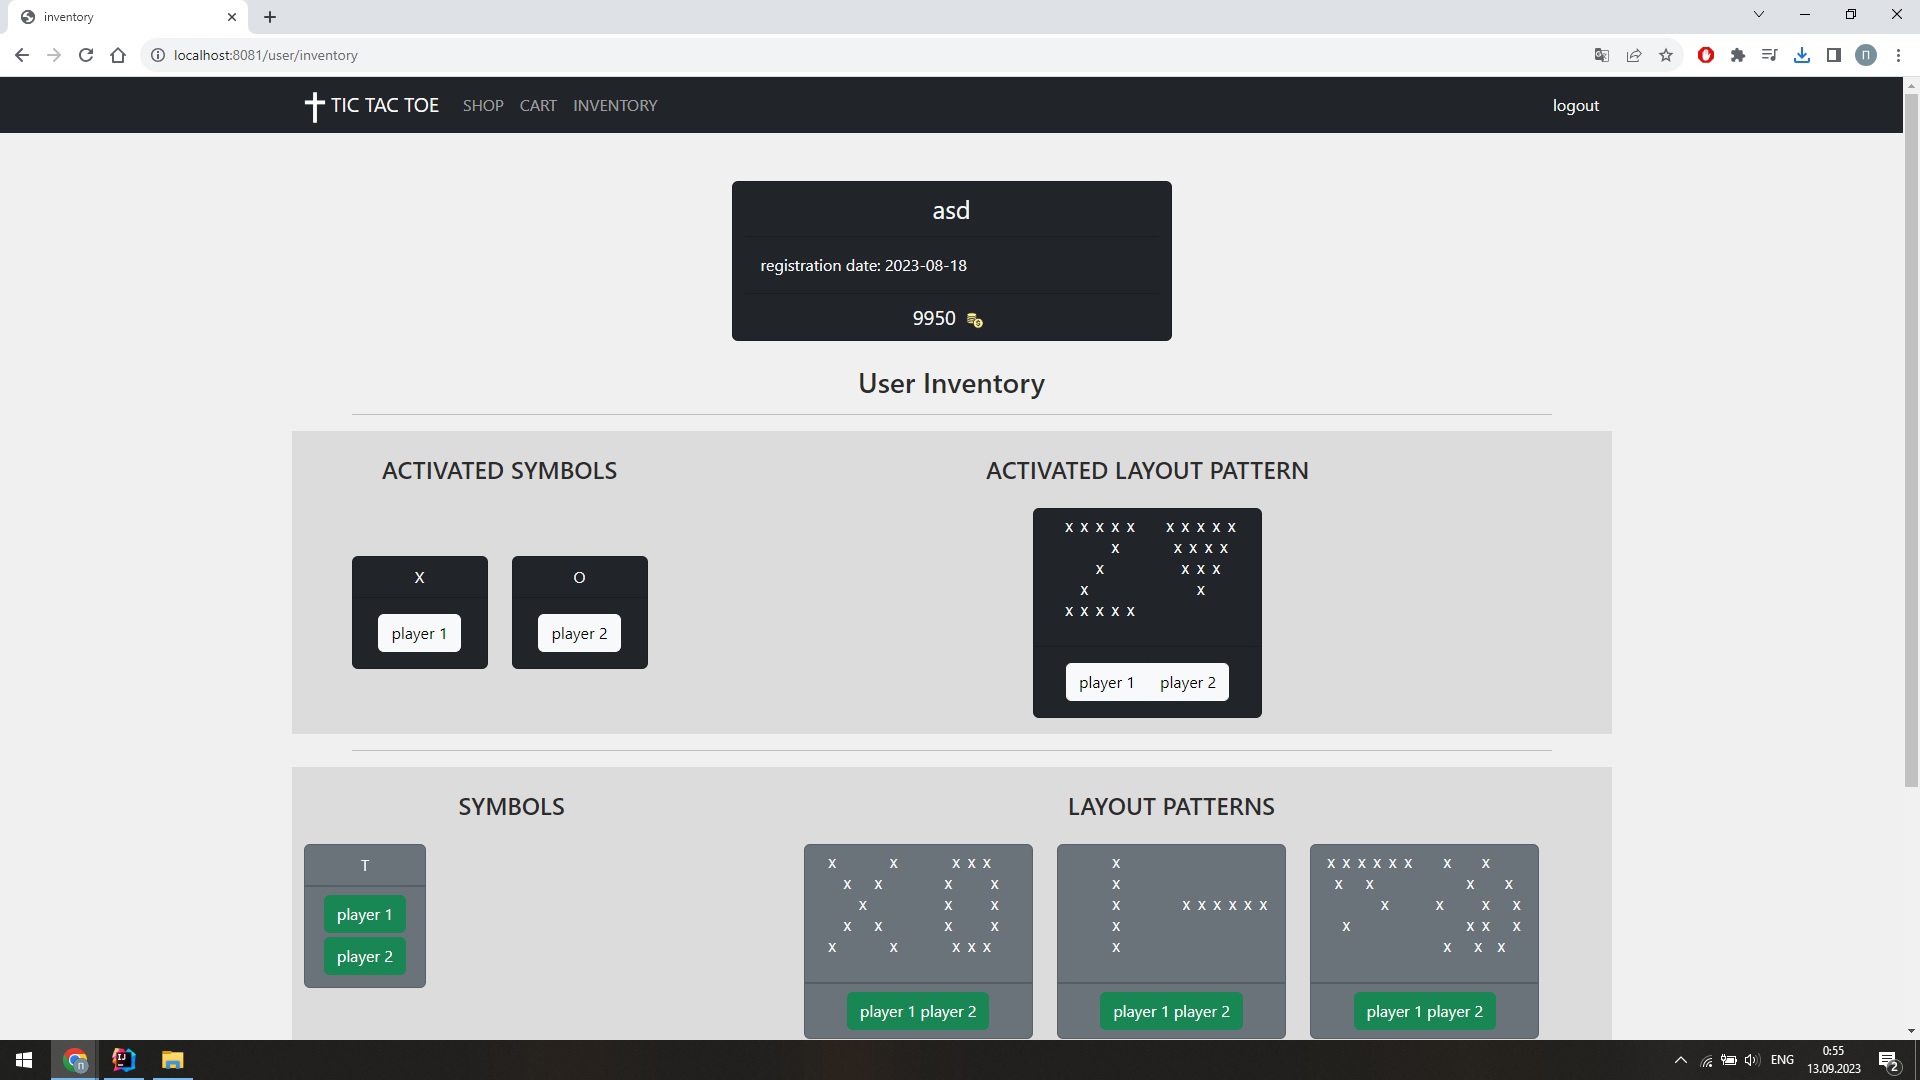 inventory
localhost:8081/user/inventory
П
TIC TAC TOE SHOP CART INVENTORY logout
asd
registration date: 2023-08-18
9950
User Inventory
ACTIVATED SYMBOLS
X
player 1
O
player 2
ACTIVATED LAYOUT PATTERN
x x x x x x x x x x
x x x x x
x x x x
x x
x x x x x
player 1 player 2
SYMBOLS
T
player 1
player 2
LAYOUT PATTERNS
x x x x x
x x x x
x x x
x x x x
x x x x x
player 1 player 2
x
x
x x x x x x x
x
x
player 1 player 2
x x x x x x x x
x x x x
x x x x
x x x x
x x x
player 1 player 2
ENG
0:55
13.09.2023
2